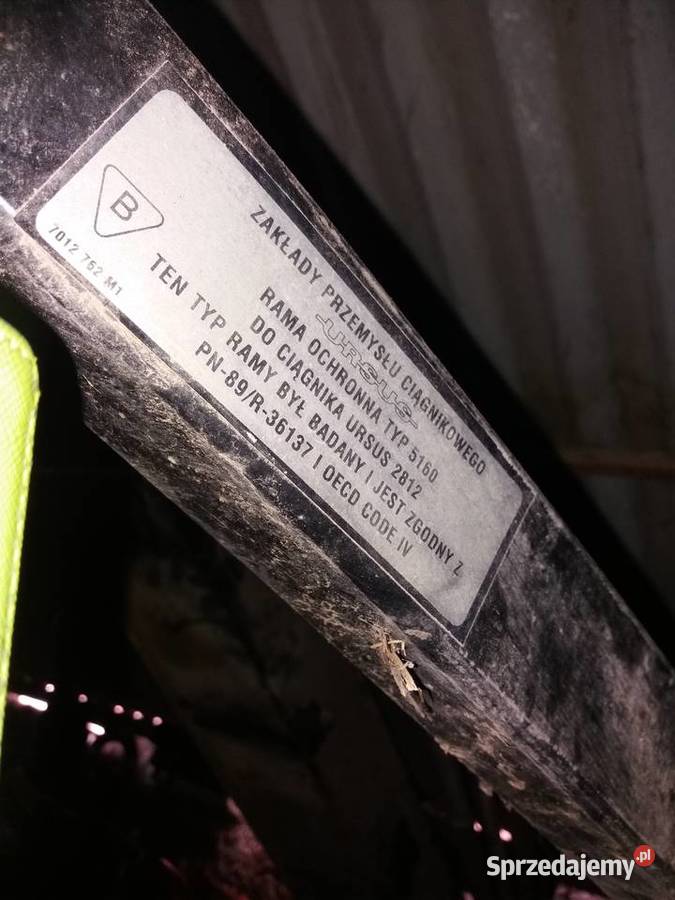 B
7012 762 M1
ZAKŁADY PRZEMYSŁU CIĄGNIKOWEGO
-URSUS-
RAMA OCHRONNA TYP 5160
DO CIĄGNIKA URSUS 2812
TEN TYP RAMY BYŁ BADANY I JEST ZGODNY Z
PN-89/R-36137 I OECD CODE IV
Sprzedajemy.pl